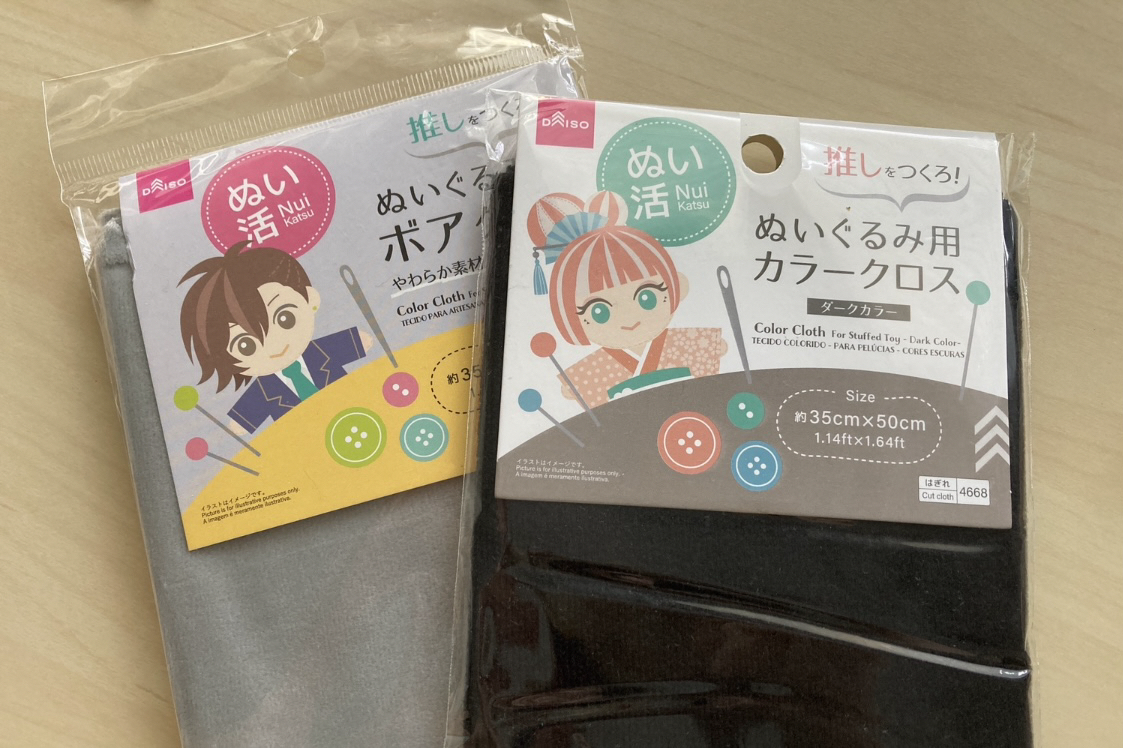 DAISO
推しをつく
ぬい
活
Nui
Katsu
ぬいぐる
ボア
やわらか素材
Color Cloth For
TECIDO PARA ARTESANA
約35
イラストはイメージです。
Picture is for illustrative purposes only.
A imagem é meramente ilustrativa.
DAISO
ぬい
活
Nui
Katsu
推しをつくろ!
ぬいぐるみ用
カラークロス
ダークカラー
Color Cloth For Stuffed Toy - Dark Color-
TECIDO COLORIDO - PARA PELÚCIAS - CORES ESCURAS
Size
約35cm×50cm
1.14ft×1.64ft
イラストはイメージです。
Picture is for illustrative purposes only.
A imagem é meramente ilustrativa.
はぎれ
Cut cloth
4668